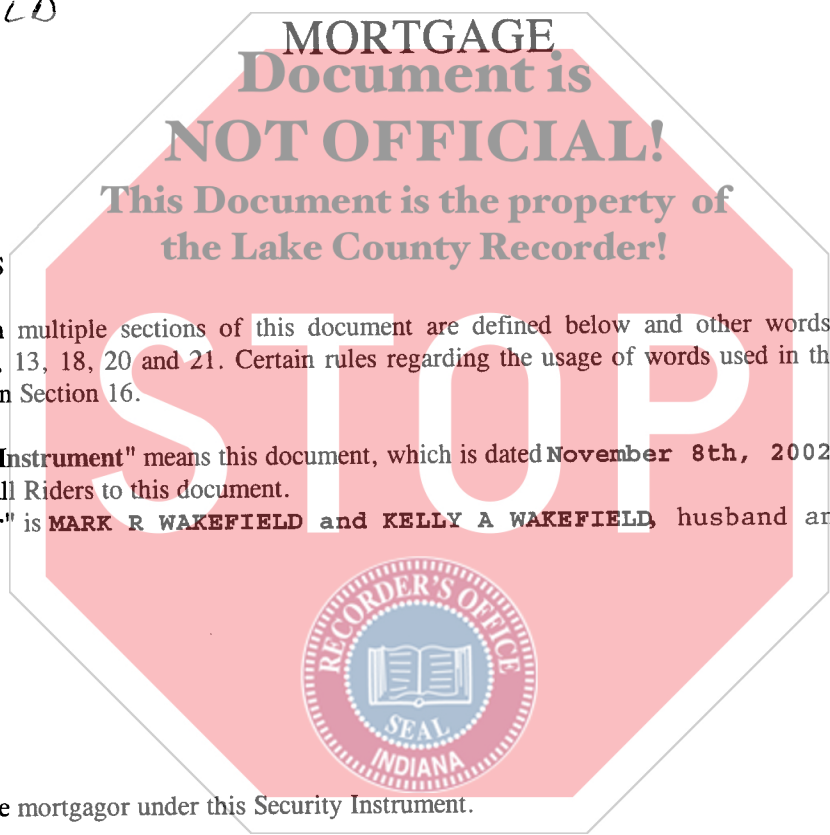 LD
MORTGAGE
Document is
NOT OFFICIAL!
This Document is the property of
the Lake County Recorder!
S
multiple sections of this document are defined below and other words
, 13, 18, 20 and 21. Certain rules regarding the usage of words used in th
n Section 16.
STOP
Instrument" means this document, which is dated November 8th, 2002
ll Riders to this document.
" is MARK R WAKEFIELD and KELLY A WAKEFIELD, husband an
RECORDER'S OFFICE
SEAL
INDIANA
e mortgagor under this Security Instrument.